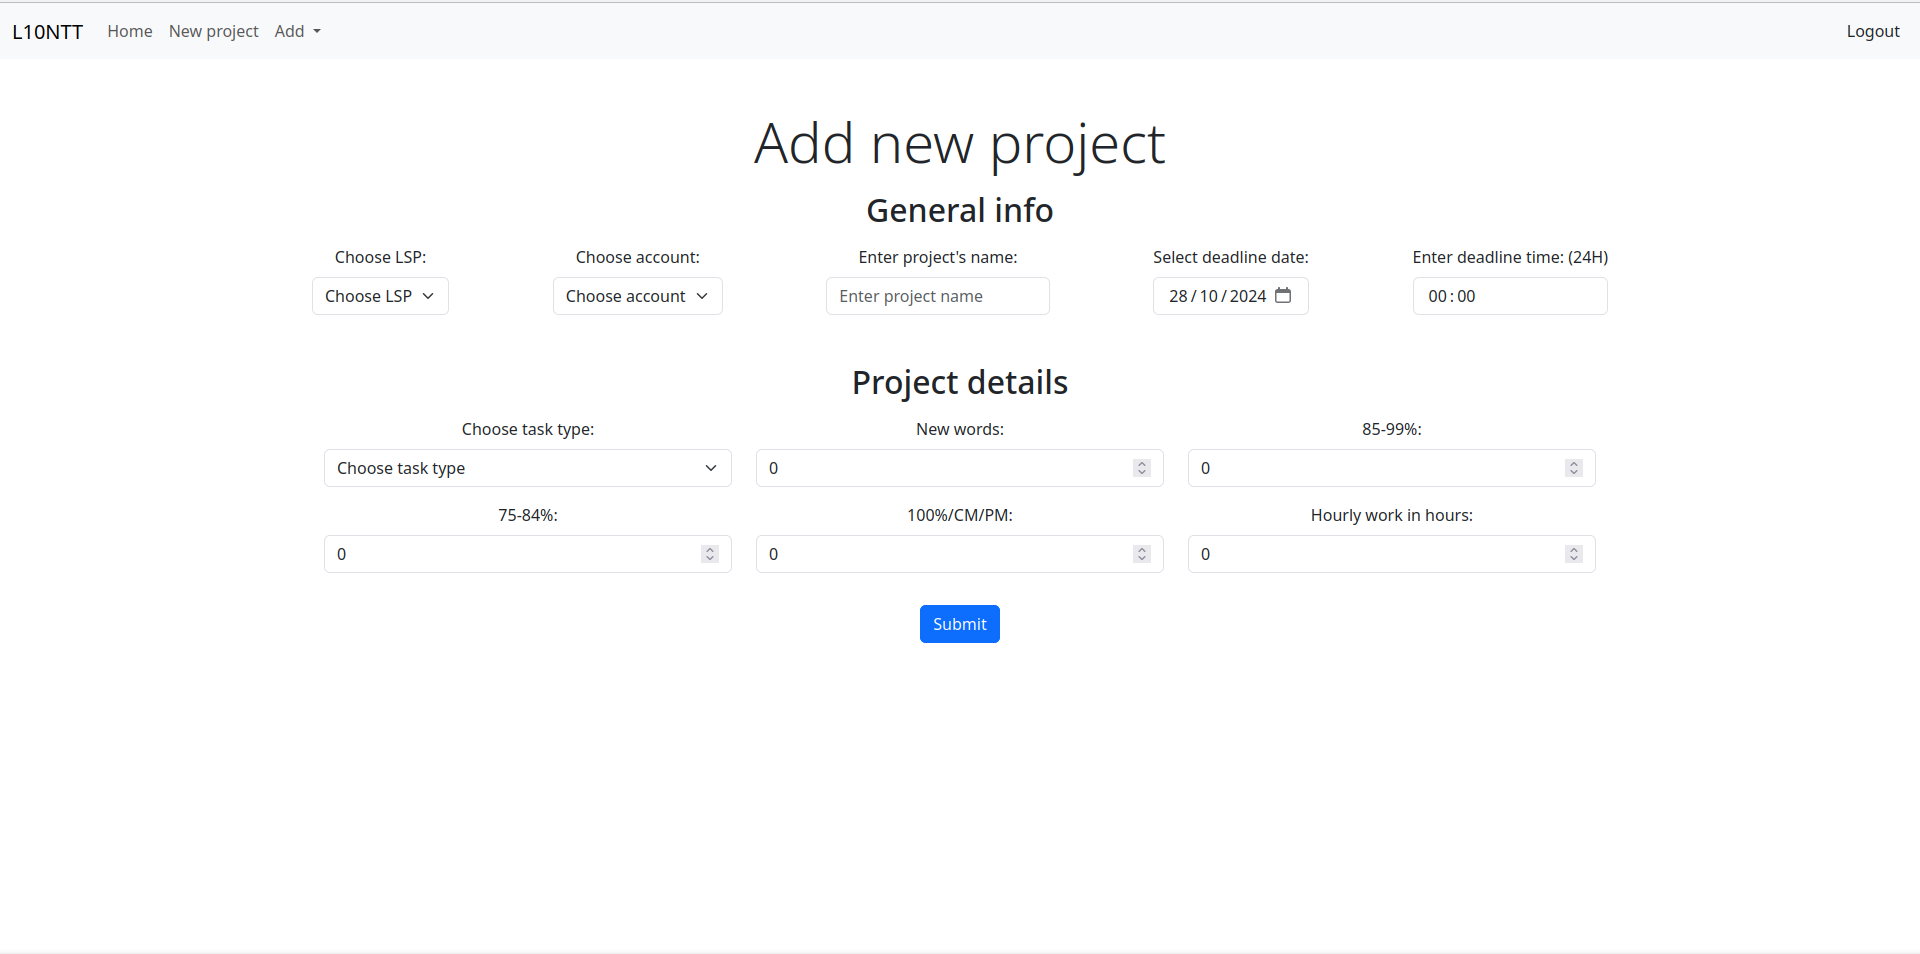 L10NTT Home New project Add Logout
Add new project
General info
Choose LSP: Choose account: Enter project's name: Select deadline date: Enter deadline time: (24H)
Choose LSP Choose account Enter project name 28/10/2024 00:00
Project details
Choose task type: New words: 85-99%:
Choose task type 0 0
75-84%: 100%/CM/PM: Hourly work in hours:
0 0 0
Submit